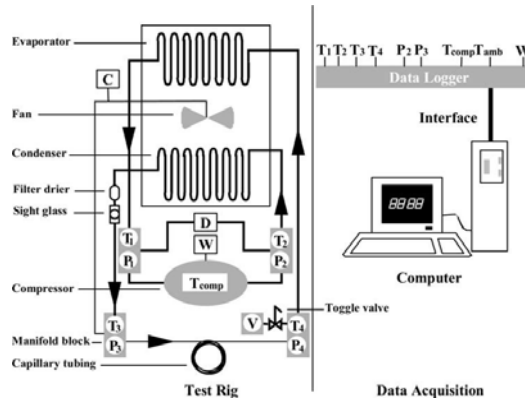 Evaporator
C
Fan
Condenser
Filter drier
Sight glass
D
W
T1
P1
T2
P2
Tcomp
Compressor
Toggle valve
V
T3
P3
T4
P4
Manifold block
Capillary tubing
Test Rig
T1 T2 T3 T4 P2 P3 Tcomp Tamb W
Data Logger
Interface
8888
Computer
Data Acquisition